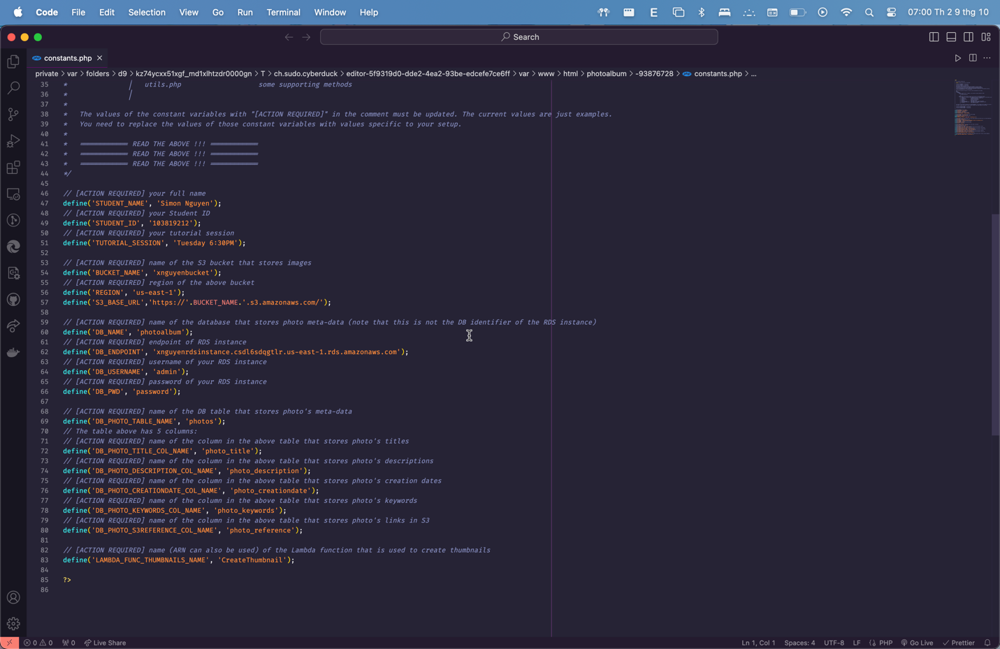 Code File Edit Selection View Go Run Terminal Window Help
07:00 Th 2 9 thg 10
Search
constants.php
private > var > folders > d9 > kz74ycxx51xgf_md1xlhtzdr0000gn > T > ch.sudo.cyberduck > editor-5f9319d0-dde2-4ea2-93be-edcefe7ce6ff > var > www > html > photoalbum > -93876728 > constants.php > ...
35 * | utils.php some supporting methods
36 * |
37 *
38 * The values of the constant variables with "[ACTION REQUIRED]" in the comment must be updated. The current values are just examples.
39 * You need to replace the values of those constant variables with values specific to your setup.
40 *
41 * ============ READ THE ABOVE !!! ============
42 * ============ READ THE ABOVE !!! ============
43 * ============ READ THE ABOVE !!! ============
44 */
45
46 // [ACTION REQUIRED] your full name
47 define('STUDENT_NAME', 'Simon Nguyen');
48 // [ACTION REQUIRED] your Student ID
49 define('STUDENT_ID', '103819212');
50 // [ACTION REQUIRED] your tutorial session
51 define('TUTORIAL_SESSION', 'Tuesday 6:30PM');
52
53 // [ACTION REQUIRED] name of the S3 bucket that stores images
54 define('BUCKET_NAME', 'xnguyenbucket');
55 // [ACTION REQUIRED] region of the above bucket
56 define('REGION', 'us-east-1');
57 define('S3_BASE_URL','https://'.BUCKET_NAME.'.s3.amazonaws.com/');
58
59 // [ACTION REQUIRED] name of the database that stores photo meta-data (note that this is not the DB identifier of the RDS instance)
60 define('DB_NAME', 'photoalbum');
61 // [ACTION REQUIRED] endpoint of RDS instance
62 define('DB_ENDPOINT', 'xnguyenrdsinstance.csdl6sdqgtlr.us-east-1.rds.amazonaws.com');
63 // [ACTION REQUIRED] username of your RDS instance
64 define('DB_USERNAME', 'admin');
65 // [ACTION REQUIRED] password of your RDS instance
66 define('DB_PWD', 'password');
67
68 // [ACTION REQUIRED] name of the DB table that stores photo's meta-data
69 define('DB_PHOTO_TABLE_NAME', 'photos');
70 // The table above has 5 columns:
71 // [ACTION REQUIRED] name of the column in the above table that stores photo's titles
72 define('DB_PHOTO_TITLE_COL_NAME', 'photo_title');
73 // [ACTION REQUIRED] name of the column in the above table that stores photo's descriptions
74 define('DB_PHOTO_DESCRIPTION_COL_NAME', 'photo_description');
75 // [ACTION REQUIRED] name of the column in the above table that stores photo's creation dates
76 define('DB_PHOTO_CREATIONDATE_COL_NAME', 'photo_creationdate');
77 // [ACTION REQUIRED] name of the column in the above table that stores photo's keywords
78 define('DB_PHOTO_KEYWORDS_COL_NAME', 'photo_keywords');
79 // [ACTION REQUIRED] name of the column in the above table that stores photo's links in S3
80 define('DB_PHOTO_S3REFERENCE_COL_NAME', 'photo_reference');
81
82 // [ACTION REQUIRED] name (ARN can also be used) of the Lambda function that is used to create thumbnails
83 define('LAMBDA_FUNC_THUMBNAILS_NAME', 'CreateThumbnail');
84
85 ?>
86
0 0 0 Live Share Ln 1, Col 1 Spaces: 4 UTF-8 LF PHP Go Live Prettier